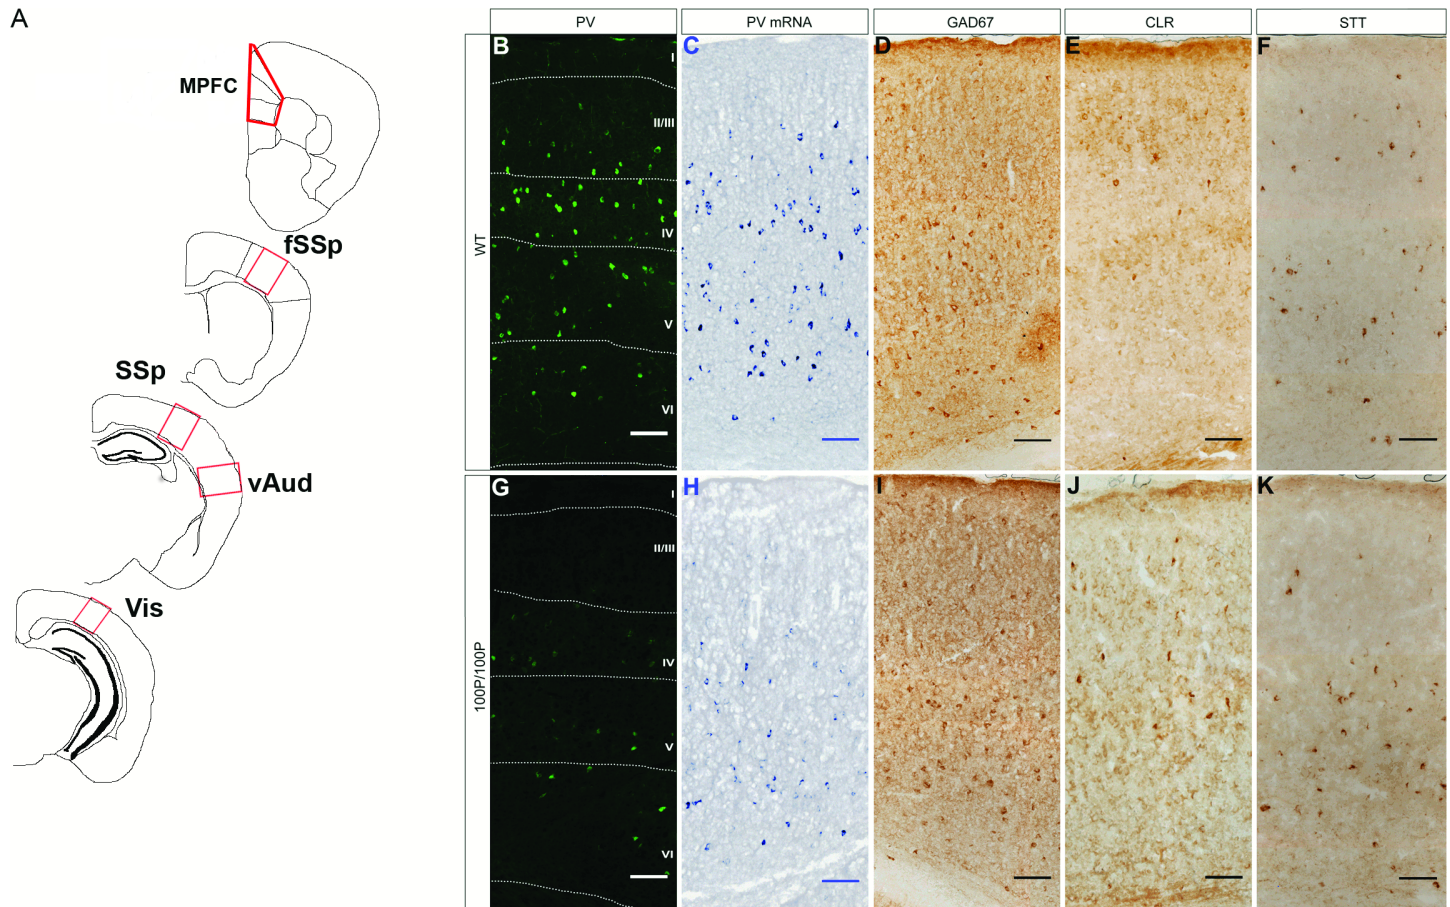 A
MPFC
fSSp
SSp
vAud
Vis
PV
PV mRNA
GAD67
CLR
STT
WT
B
I
II/III
IV
V
VI
C
D
E
F
100P/100P
G
I
II/III
IV
V
VI
H
I
J
K